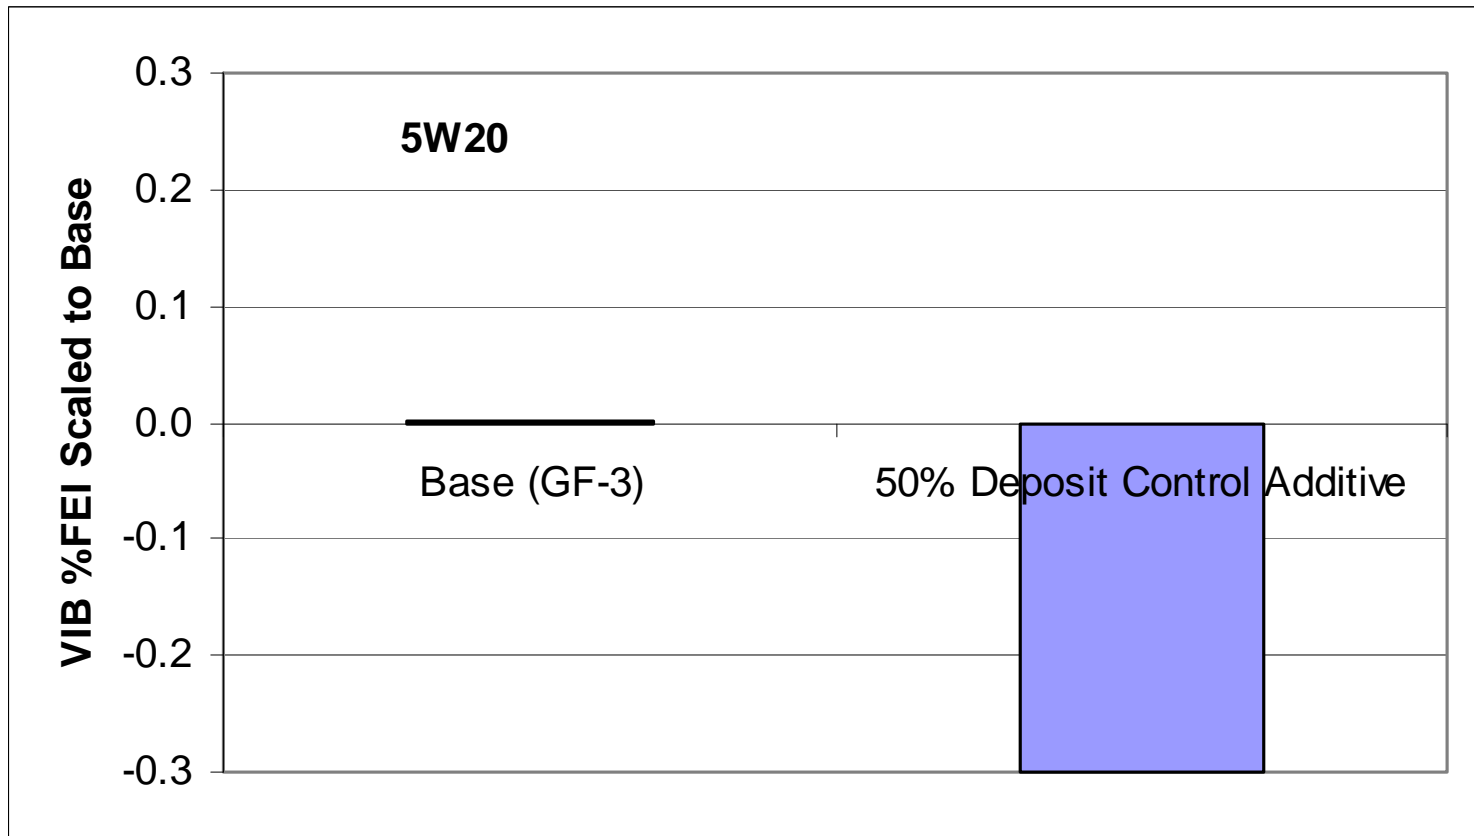 0.3
5W20
0.2
0.1
0.0
Base (GF-3)
50% Deposit Control Additive
-0.1
-0.2
-0.3
VIB %FEI Scaled to Base